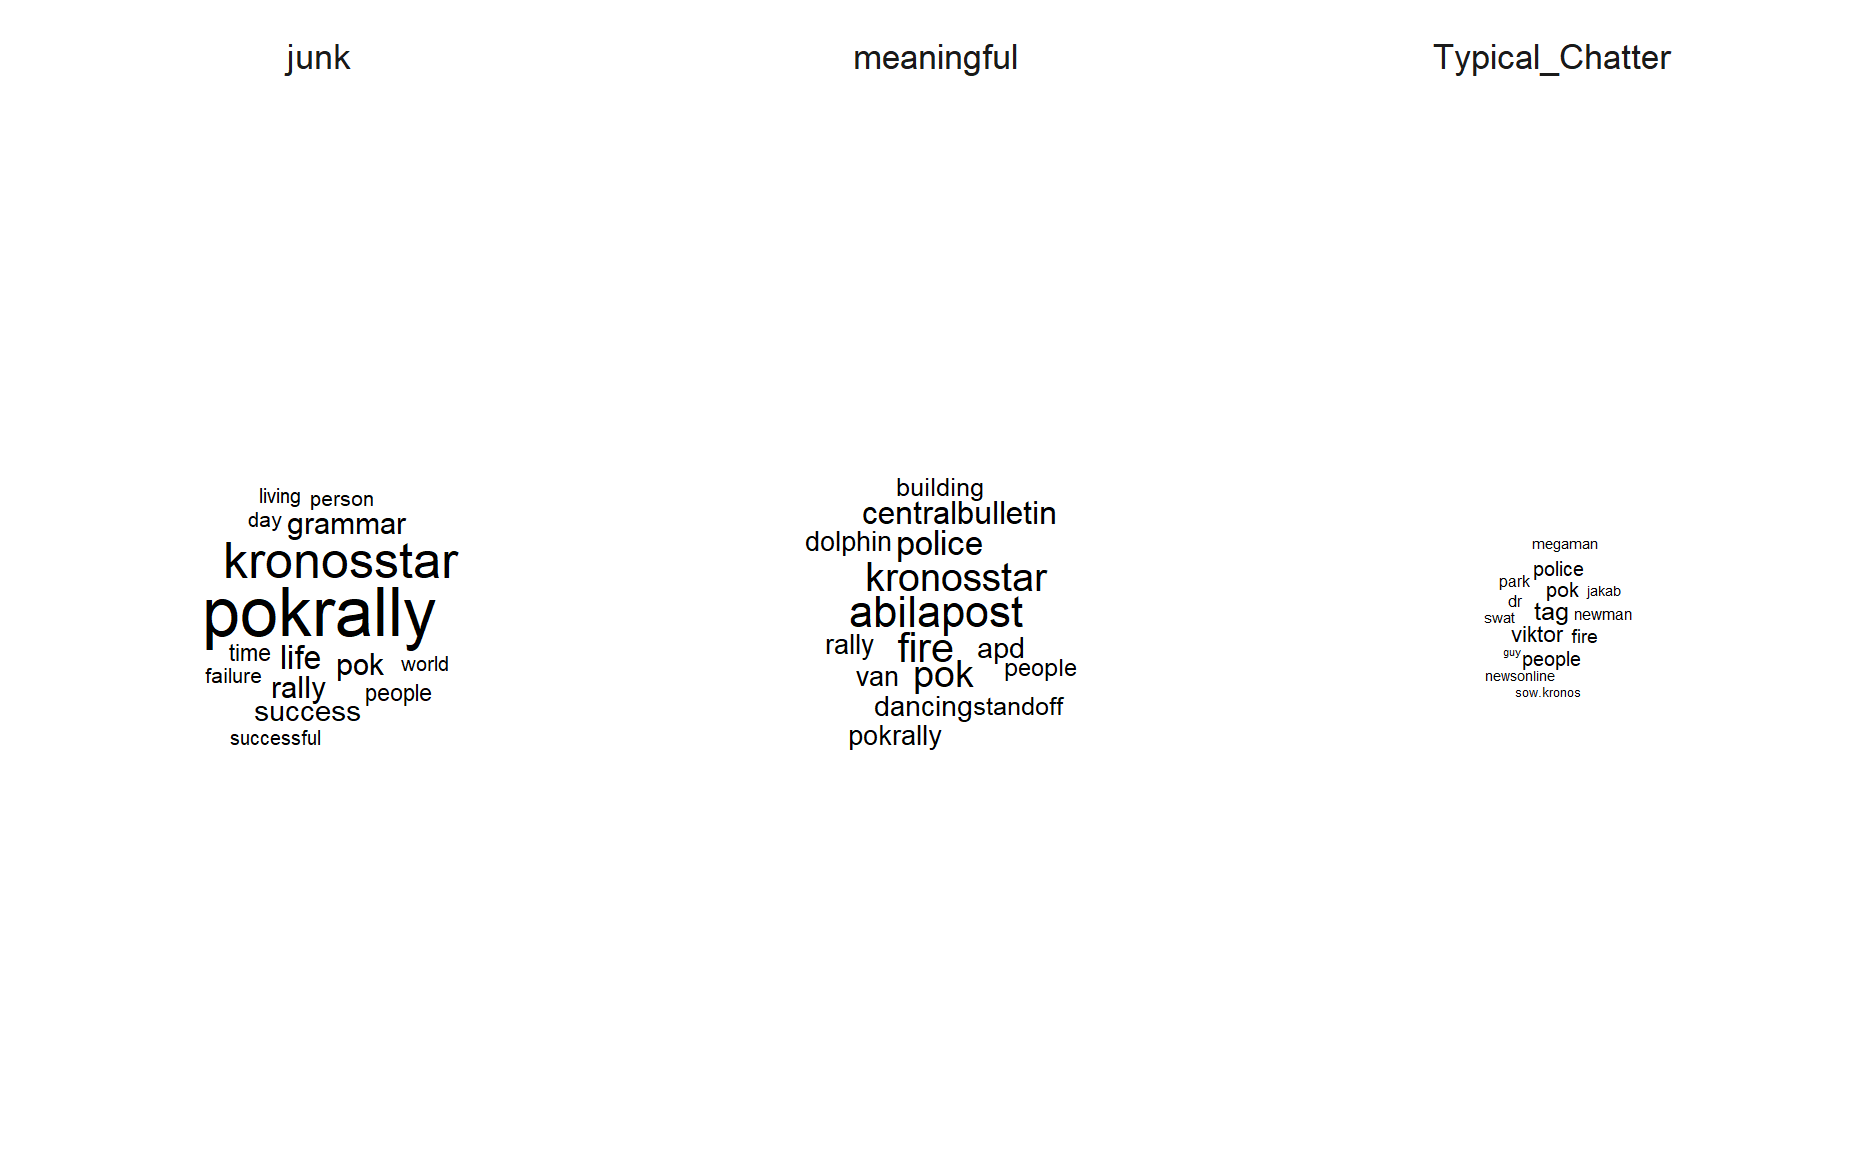 junk
meaningful
Typical_Chatter
living person
day grammar
kronosstar
pokrally
time life pok world
failure rally people
success
successful
building
centralbulletin
dolphin police
kronosstar
abilapost
rally fire apd
van pok people
dancing standoff
pokrally
megaman
police
park pok jakab
dr tag newman
swat
viktor fire
guy people
newsonline
sow.kronos